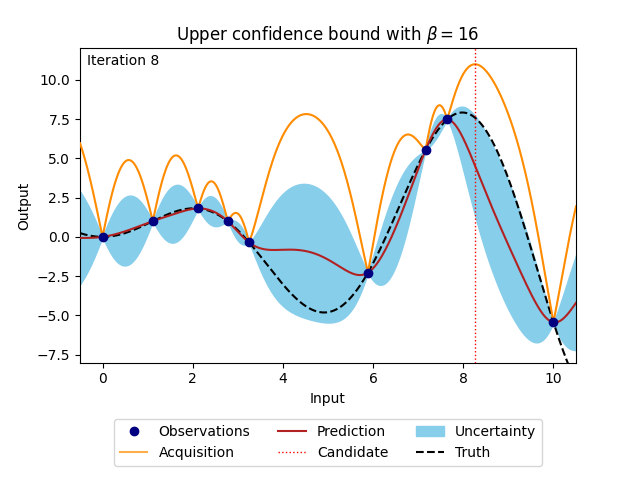 Upper confidence bound with β = 16
Iteration 8
10.0
7.5
5.0
2.5
0.0
−2.5
−5.0
−7.5
Output
0 2 4 6 8 10
Input
Observations Prediction Uncertainty
Acquisition Candidate Truth